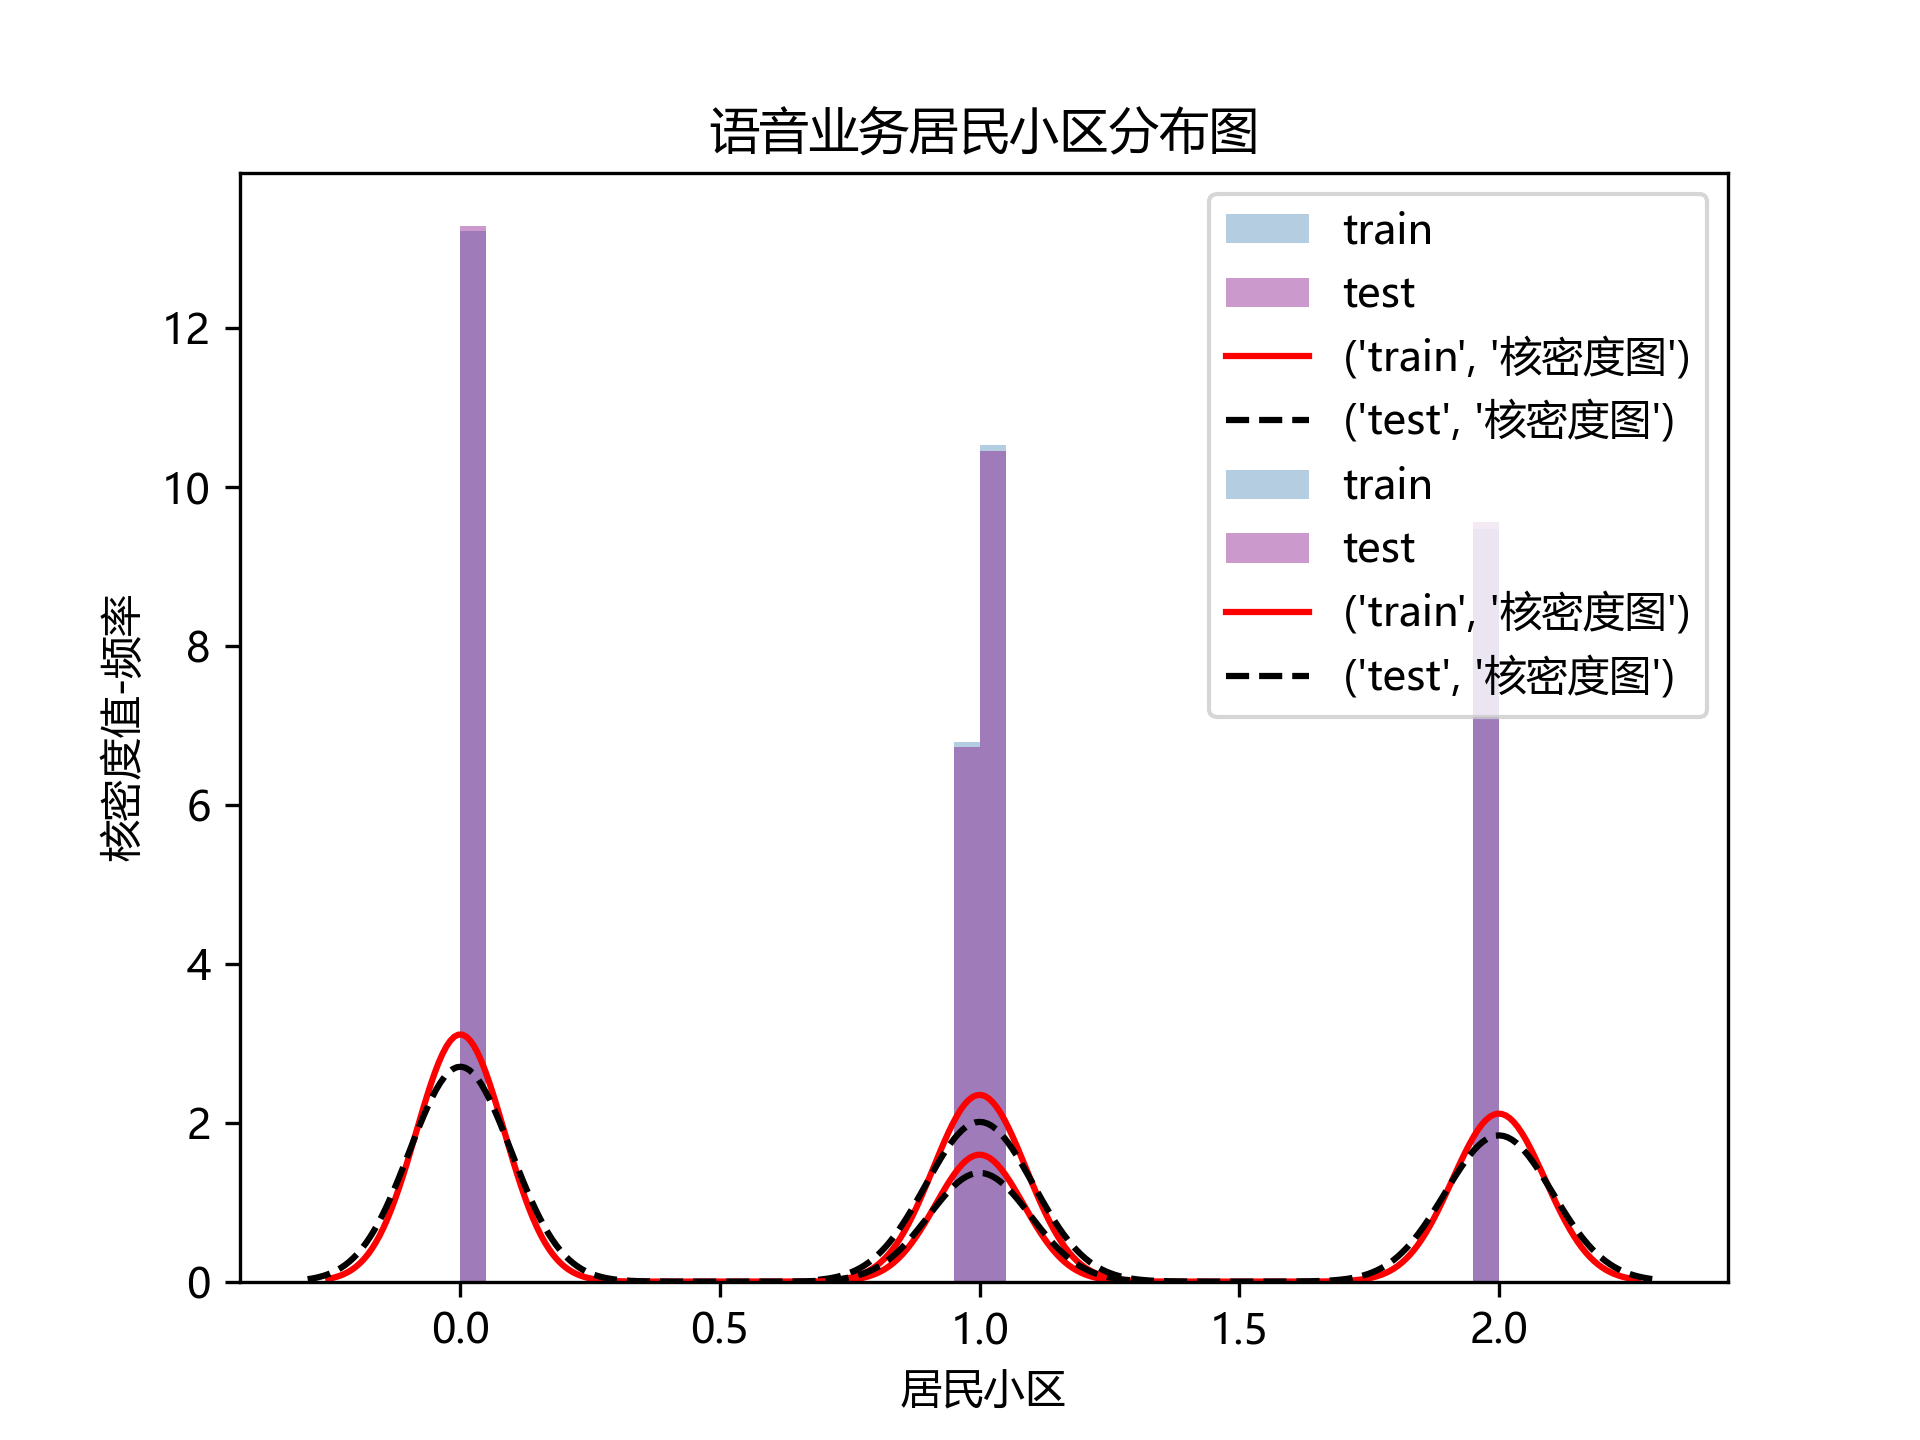 语音业务居民小区分布图
train
test
('train', '核密度图')
('test', '核密度图')
train
test
('train', '核密度图')
('test', '核密度图')
核密度值-频率
12
10
8
6
4
2
0
0.0 0.5 1.0 1.5 2.0
居民小区